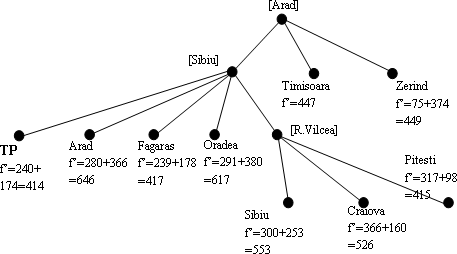 [Arad]
[Sibiu]
Timisoara
f'=447
Zerind
f'=75+374
=449
TP
f'=240+
174=414
Arad
f'=280+366
=646
Fagaras
f'=239+178
=417
Oradea
f'=291+380
=617
[R.Vilcea]
Sibiu
f'=300+253
=553
Craiova
f'=366+160
=526
Pitesti
f'=317+98
=415